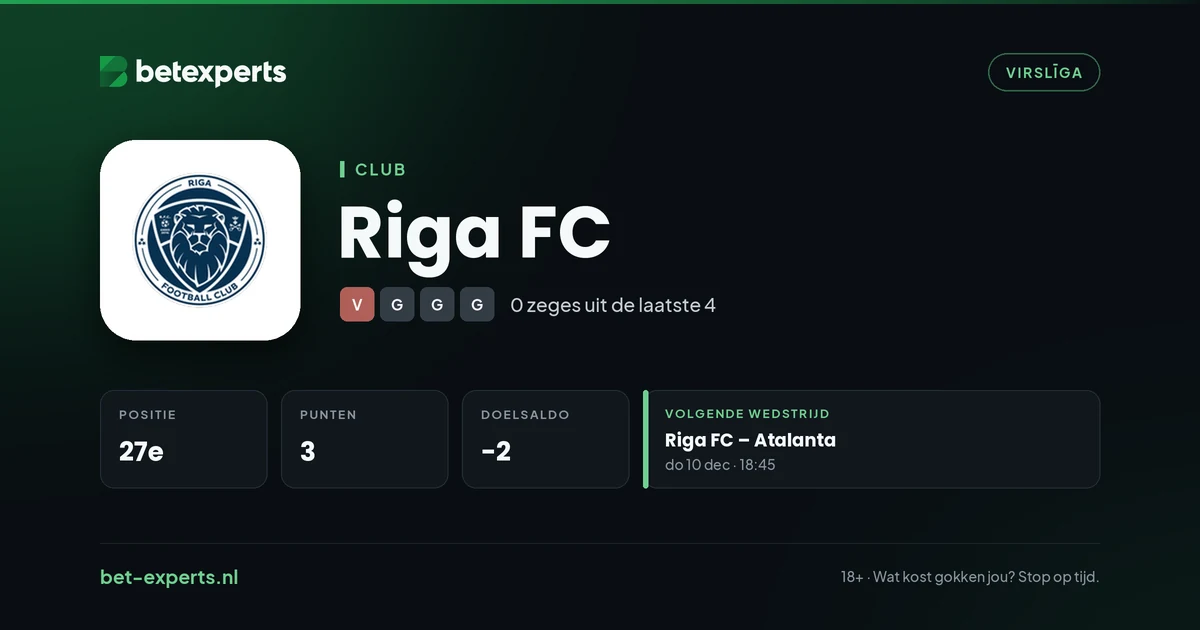 betexperts
VIRSLĪGA
RIGA
FOOTBALL CLUB
CLUB
Riga FC
V G G G 0 zeges uit de laatste 4
POSITIE
27e
PUNTEN
3
DOELSALDO
-2
VOLGENDE WEDSTRIJD
Riga FC – Atalanta
do 10 dec · 18:45
bet-experts.nl
18+ · Wat kost gokken jou? Stop op tijd.